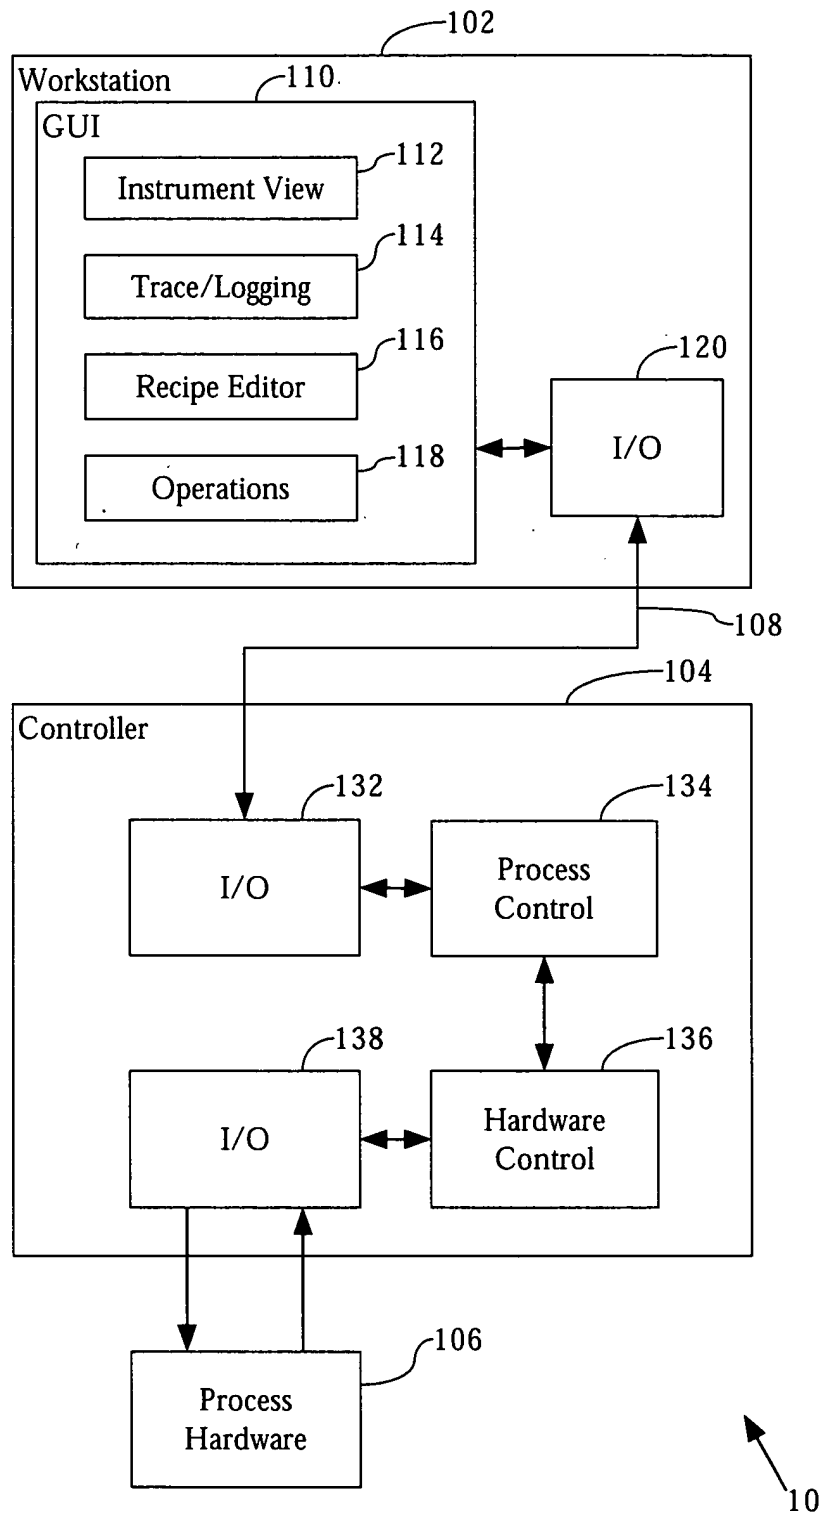 102
Workstation
110
GUI
112
Instrument View
114
Trace/Logging
116
Recipe Editor
120
I/O
118
Operations
108
104
Controller
132
134
I/O
Process
Control
138
136
I/O
Hardware
Control
106
Process
Hardware
10